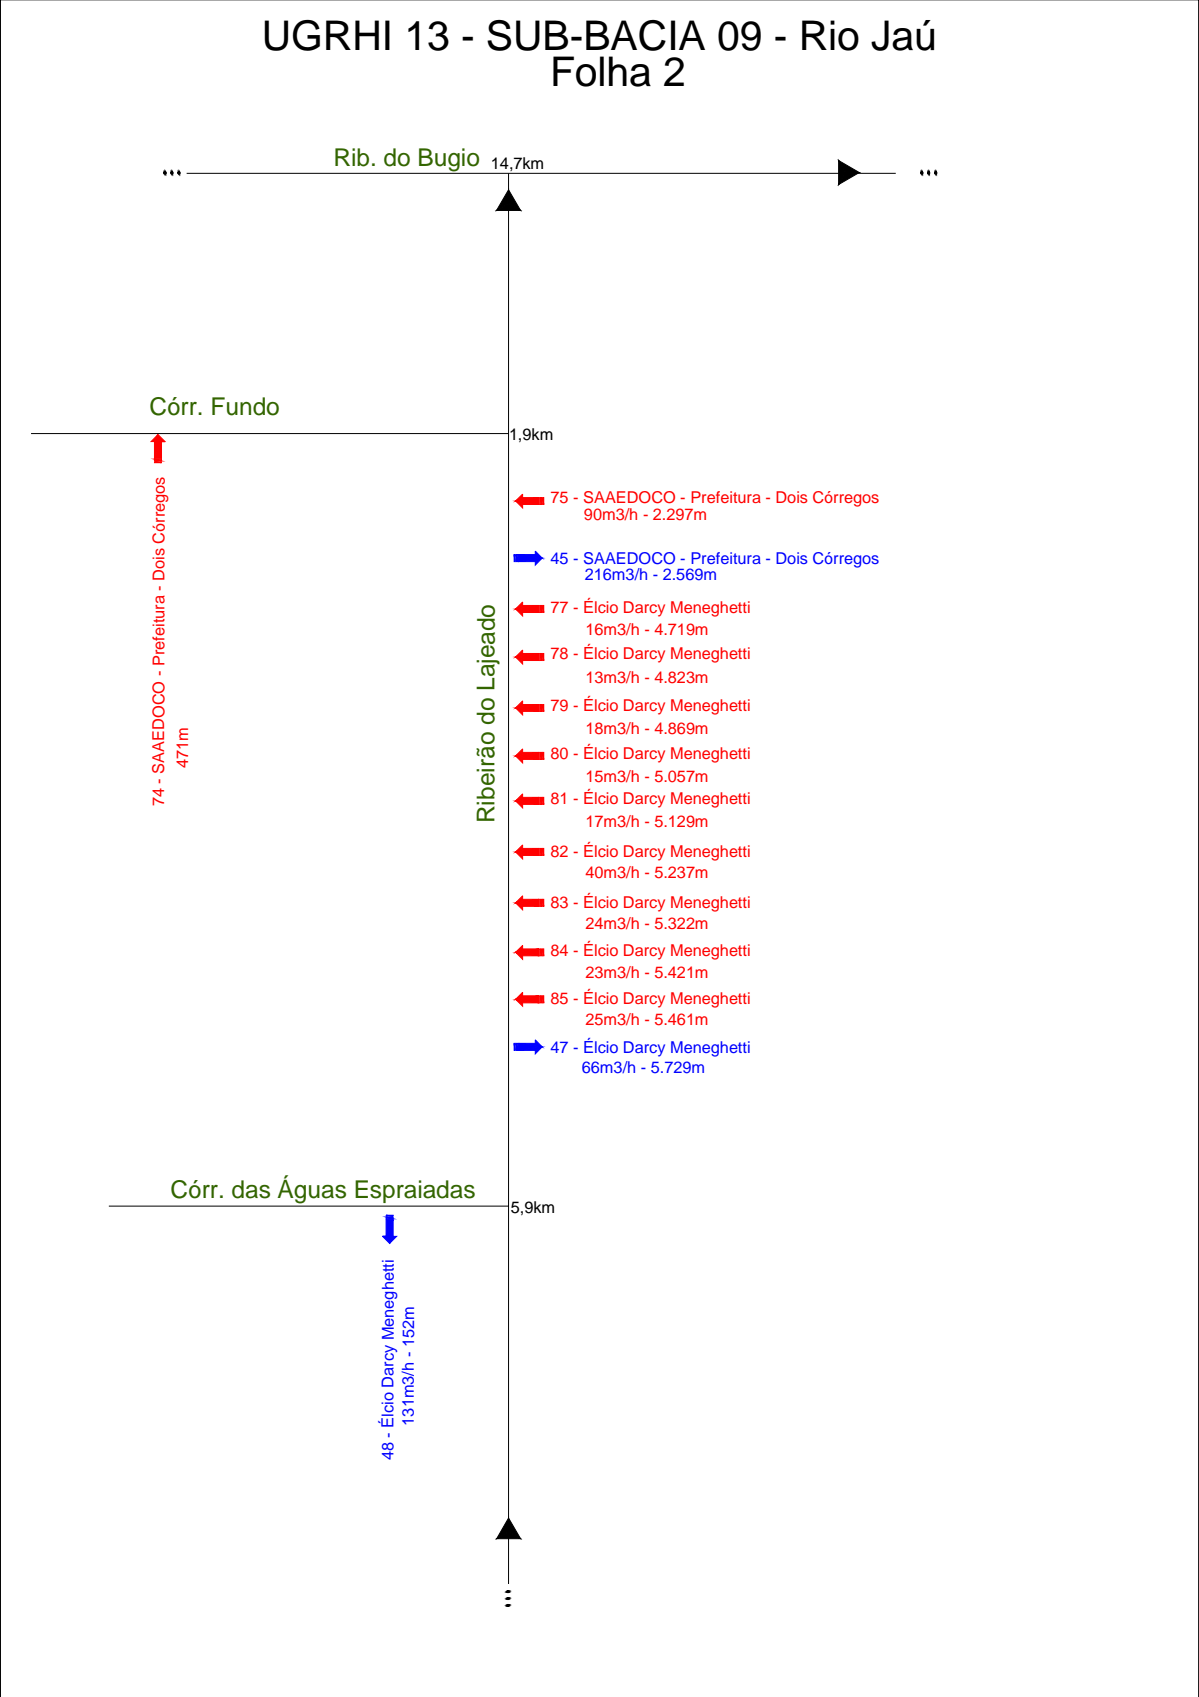 UGRHI 13 - SUB-BACIA 09 - Rio Jaú
Folha 2
Rib. do Bugio
14,7km
Córr. Fundo
1,9km
74 - SAAEDOCO - Prefeitura - Dois Córregos
471m
75 - SAAEDOCO - Prefeitura - Dois Córregos
90m3/h - 2.297m
45 - SAAEDOCO - Prefeitura - Dois Córregos
216m3/h - 2.569m
Ribeirão do Lajeado
77 - Élcio Darcy Meneghetti
16m3/h - 4.719m
78 - Élcio Darcy Meneghetti
13m3/h - 4.823m
79 - Élcio Darcy Meneghetti
18m3/h - 4.869m
80 - Élcio Darcy Meneghetti
15m3/h - 5.057m
81 - Élcio Darcy Meneghetti
17m3/h - 5.129m
82 - Élcio Darcy Meneghetti
40m3/h - 5.237m
83 - Élcio Darcy Meneghetti
24m3/h - 5.322m
84 - Élcio Darcy Meneghetti
23m3/h - 5.421m
85 - Élcio Darcy Meneghetti
25m3/h - 5.461m
47 - Élcio Darcy Meneghetti
66m3/h - 5.729m
Córr. das Águas Espraiadas
5,9km
48 - Élcio Darcy Meneghetti
131m3/h - 152m